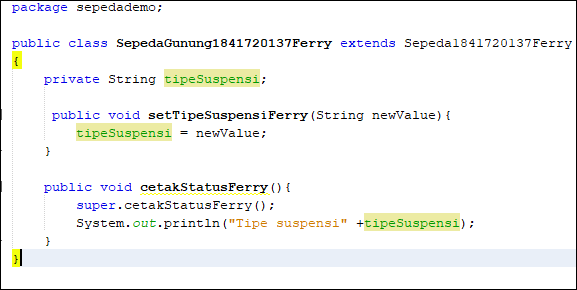 package sepedademo;
public class SepedaGunung1841720137Ferry extends Sepeda1841720137Ferry
{
private String tipeSuspensi;
public void setTipeSuspensiFerry(String newValue){
tipeSuspensi = newValue;
}
public void cetakStatusFerry(){
super.cetakStatusFerry();
System.out.println("Tipe suspensi" +tipeSuspensi);
}
}